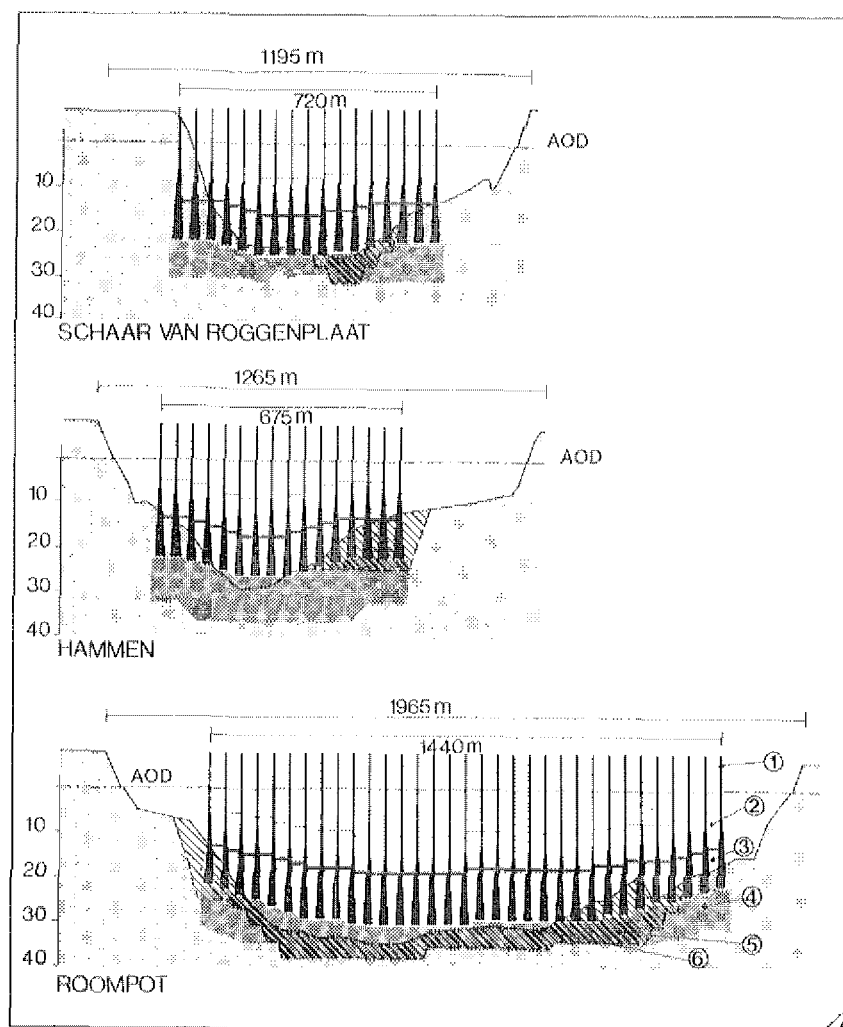 1195 m
720 m
AOD
10
20
30
40
SCHAAR VAN ROGGENPLAAT
1265 m
675 m
AOD
10
20
30
40
HAMMEN
1965 m
1440 m
AOD
①
②
③
④
⑤
⑥
10
20
30
40
ROOMPOT